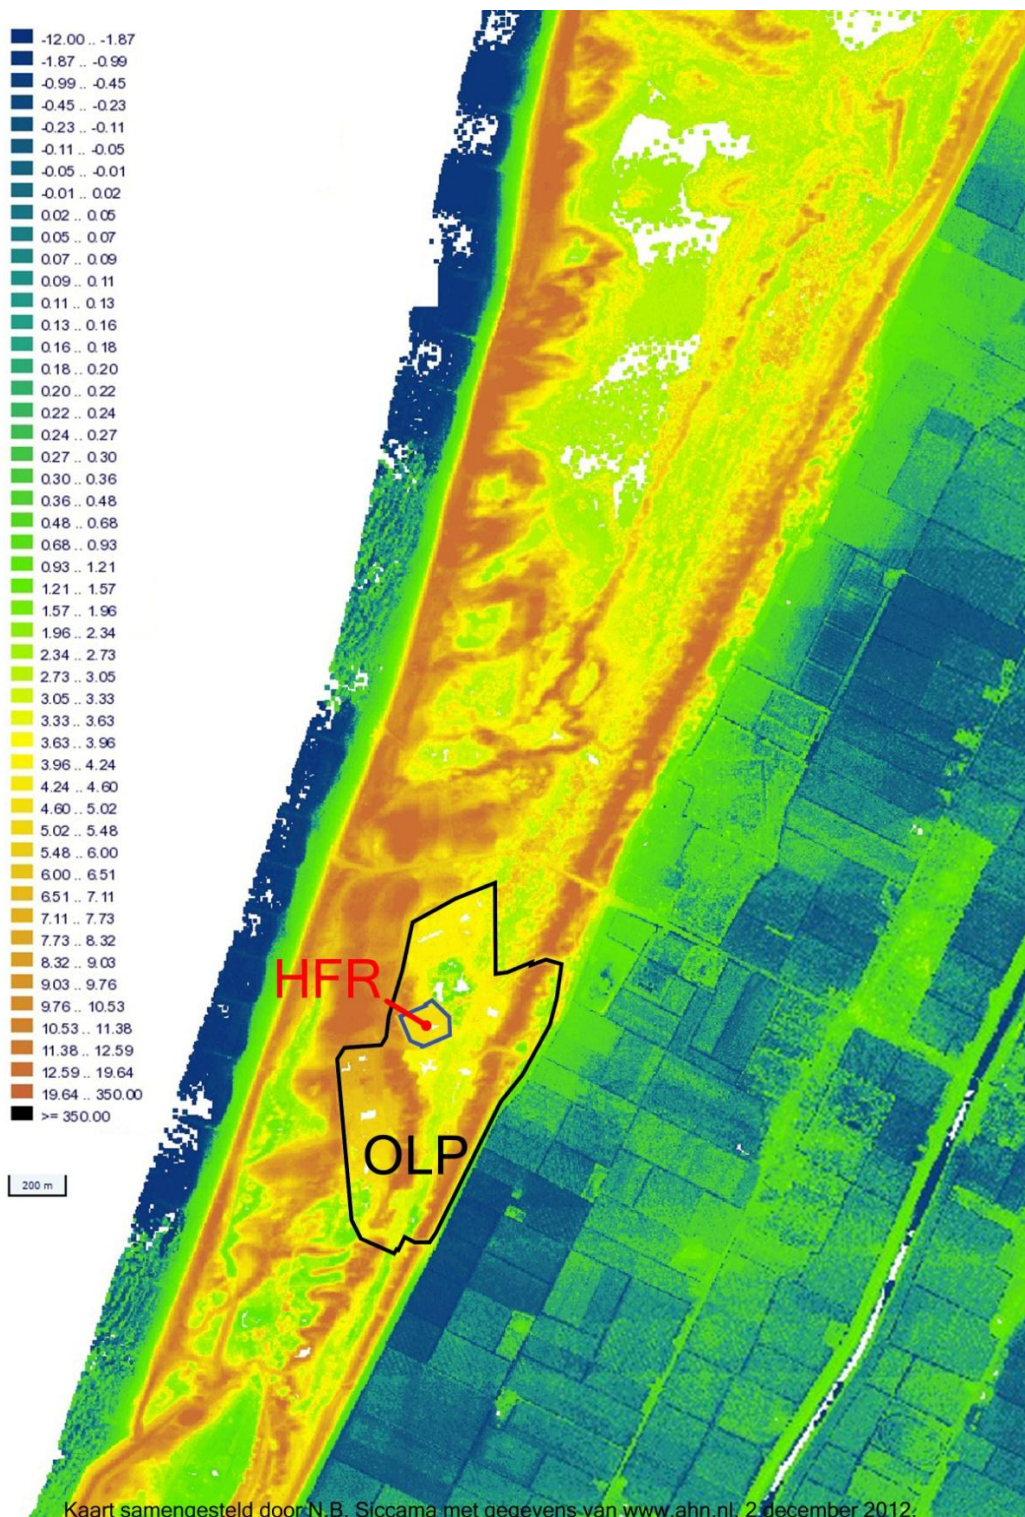 -12.00 .. -1.87
-1.87 .. -0.99
-0.99 .. -0.45
-0.45 .. -0.23
-0.23 .. -0.11
-0.11 .. -0.05
-0.05 .. -0.01
-0.01 .. 0.02
0.02 .. 0.05
0.05 .. 0.07
0.07 .. 0.09
0.09 .. 0.11
0.11 .. 0.13
0.13 .. 0.16
0.16 .. 0.18
0.18 .. 0.20
0.20 .. 0.22
0.22 .. 0.24
0.24 .. 0.27
0.27 .. 0.30
0.30 .. 0.36
0.36 .. 0.48
0.48 .. 0.68
0.68 .. 0.93
0.93 .. 1.21
1.21 .. 1.57
1.57 .. 1.96
1.96 .. 2.34
2.34 .. 2.73
2.73 .. 3.05
3.05 .. 3.33
3.33 .. 3.63
3.63 .. 3.96
3.96 .. 4.24
4.24 .. 4.60
4.60 .. 5.02
5.02 .. 5.48
5.48 .. 6.00
6.00 .. 6.51
6.51 .. 7.11
7.11 .. 7.73
7.73 .. 8.32
8.32 .. 9.03
9.03 .. 9.76
9.76 .. 10.53
10.53 .. 11.38
11.38 .. 12.59
12.59 .. 19.64
19.64 .. 350.00
>= 350.00
HFR
OLP
200 m
Kaart samengesteld door N.B. Siccama met gegevens van www.ahn.nl, 2 december 2012.